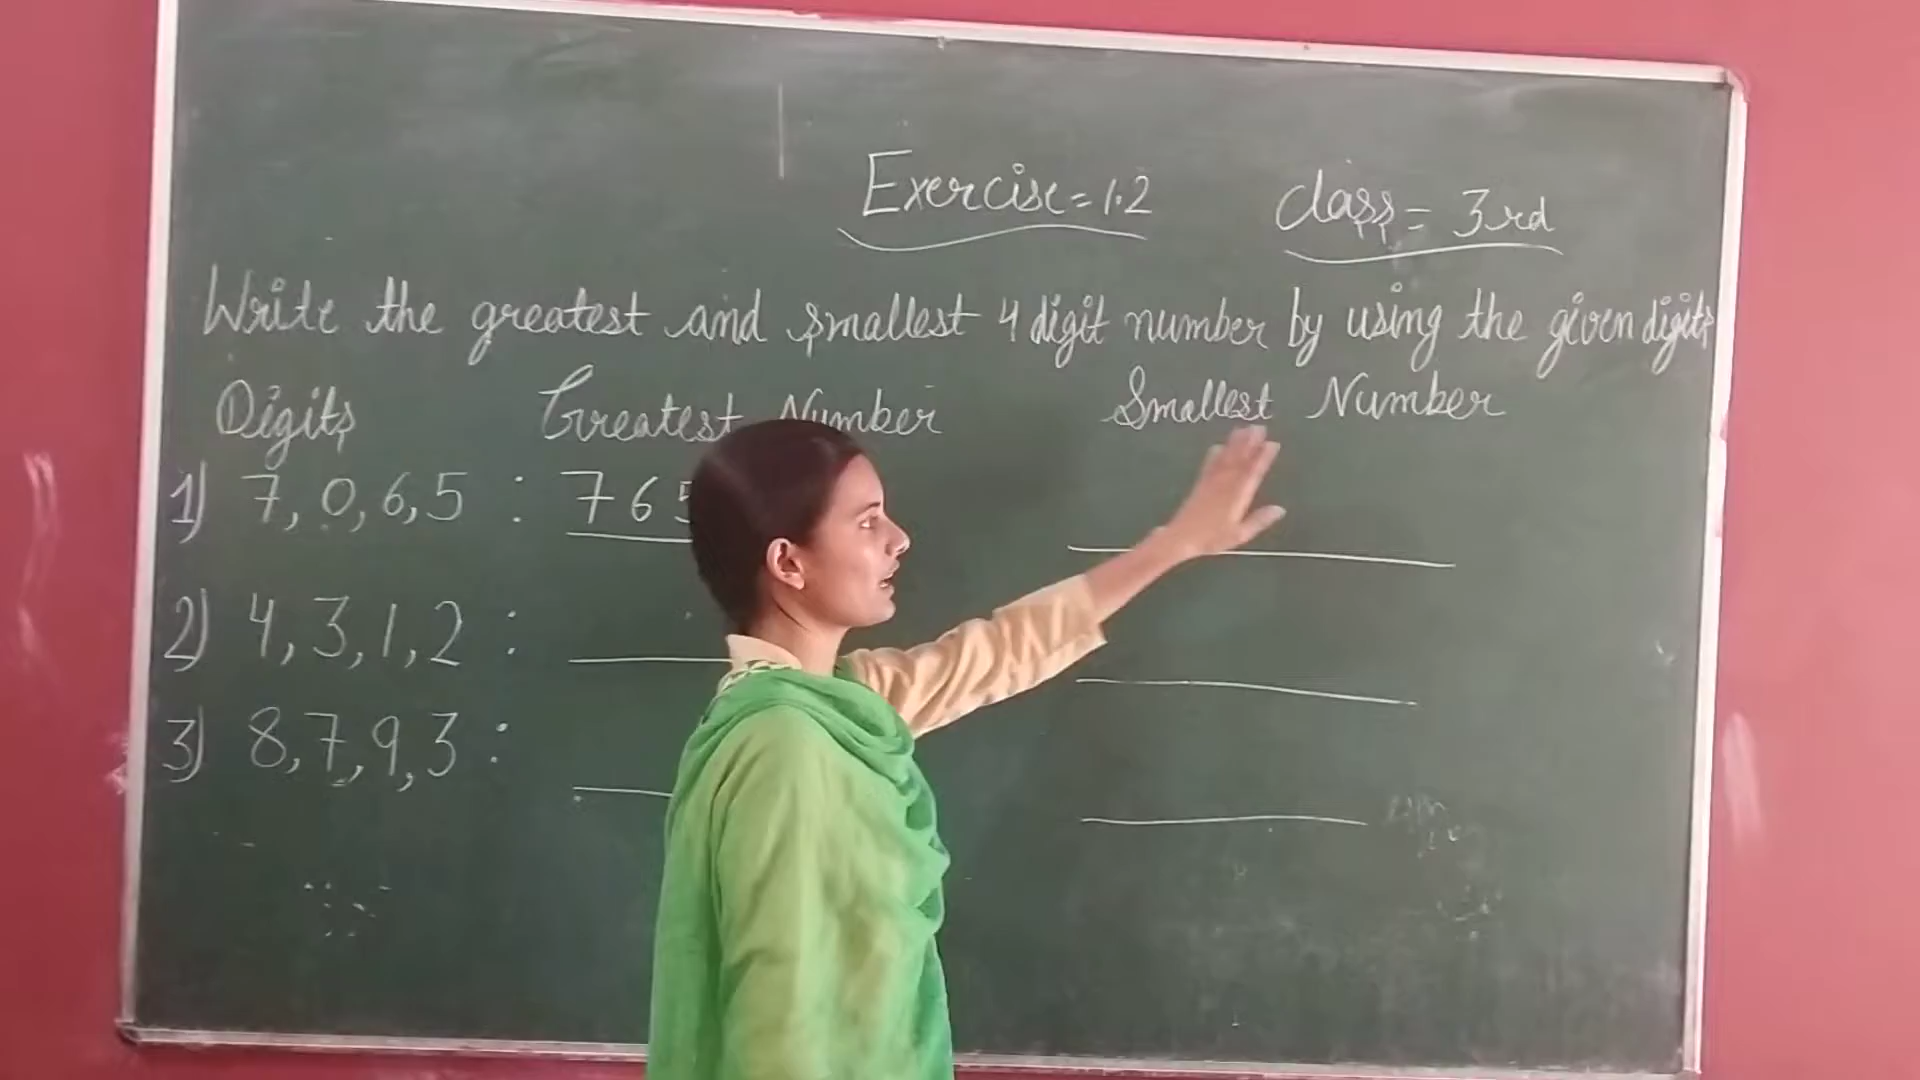 Exercise = 1.2
class = 3rd
Write the greatest and smallest 4 digit number by using the given digits
Digits Greatest Number Smallest Number
1) 7, 0, 6, 5 : 7 6 5
2) 4, 3, 1, 2 :
3) 8, 7, 9, 3 :